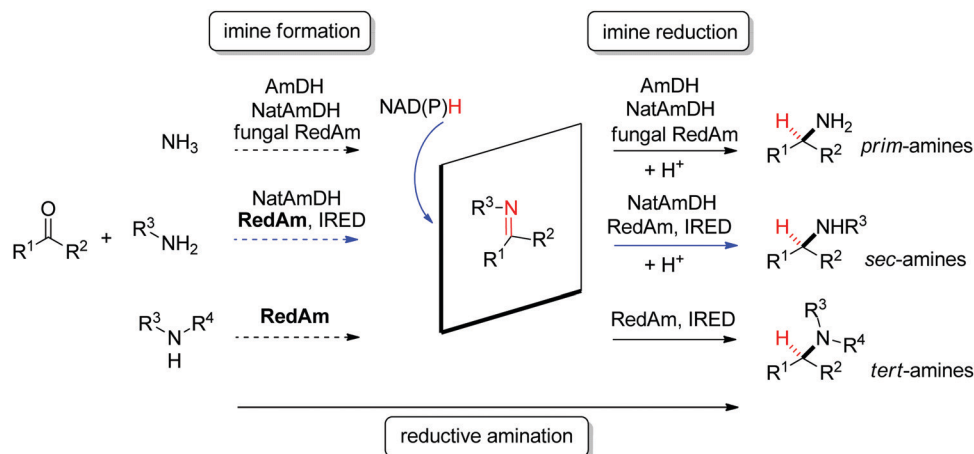 imine formation
imine reduction
AmDH
NatAmDH
fungal RedAm
NH3
NAD(P)H
AmDH
NatAmDH
fungal RedAm
+ H+
H NH2
R1 R2
prim-amines
O
R1 R2
+
R3 NH2
NatAmDH
RedAm, IRED
R3 N
R1 R2
NatAmDH
RedAm, IRED
+ H+
H NHR3
R1 R2
sec-amines
R3 N R4
H
RedAm
RedAm, IRED
R3
H N R4
R1 R2
tert-amines
reductive amination